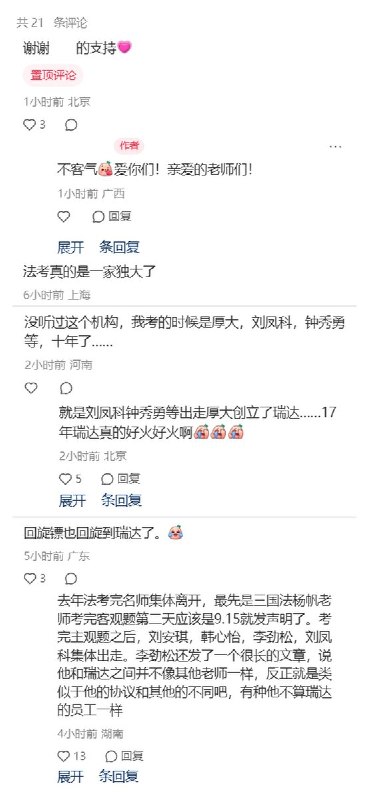 共 21 条评论
谢谢 的支持
置顶评论
1小时前 北京
3
作者
...
不客气爱你们！亲爱的老师们！
1小时前 广西
回复
展开 条回复
法考真的是一家独大了
6小时前 上海
没听过这个机构，我考的时候是厚大，刘凤科，钟秀勇
等，十年了......
2小时前 河南
就是刘凤科钟秀勇等出走厚大创立了瑞达......17
年瑞达真的好火好火啊
2小时前 北京
5 回复
展开 条回复
回旋镖也回旋到瑞达了。
5小时前 广东
3
去年法考完名师集体离开，最先是三国法杨帆老
师考完客观题第二天应该是9.15就发声明了。考
完主观题之后，刘安琪，韩心怡，李劲松，刘凤
科集体出走。李劲松还发了一个很长的文章，说
他和瑞达之间并不像其他老师一样，反正就是类
似于他的协议和其他的不同吧，有种他不算瑞达
的员工一样
4小时前 湖南
13 回复
展开 条回复